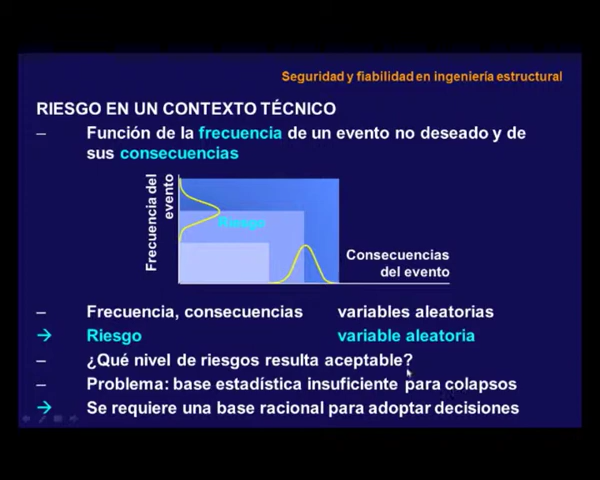 Seguridad y fiabilidad en ingeniería estructural
RIESGO EN UN CONTEXTO TÉCNICO
– Función de la frecuencia de un evento no deseado y de
sus consecuencias
Frecuencia del
evento
Riesgo
Consecuencias
del evento
– Frecuencia, consecuencias variables aleatorias
→ Riesgo variable aleatoria
– ¿Qué nivel de riesgos resulta aceptable?
– Problema: base estadística insuficiente para colapsos
→ Se requiere una base racional para adoptar decisiones